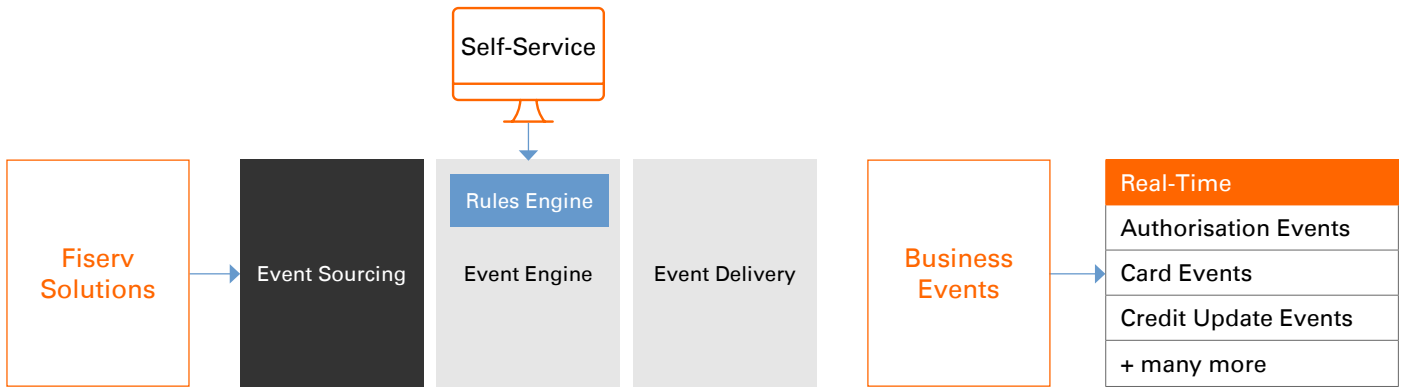 Self-Service
Fiserv
Solutions
Event Sourcing
Rules Engine
Event Engine
Event Delivery
Business
Events
Real-Time
Authorisation Events
Card Events
Credit Update Events
+ many more